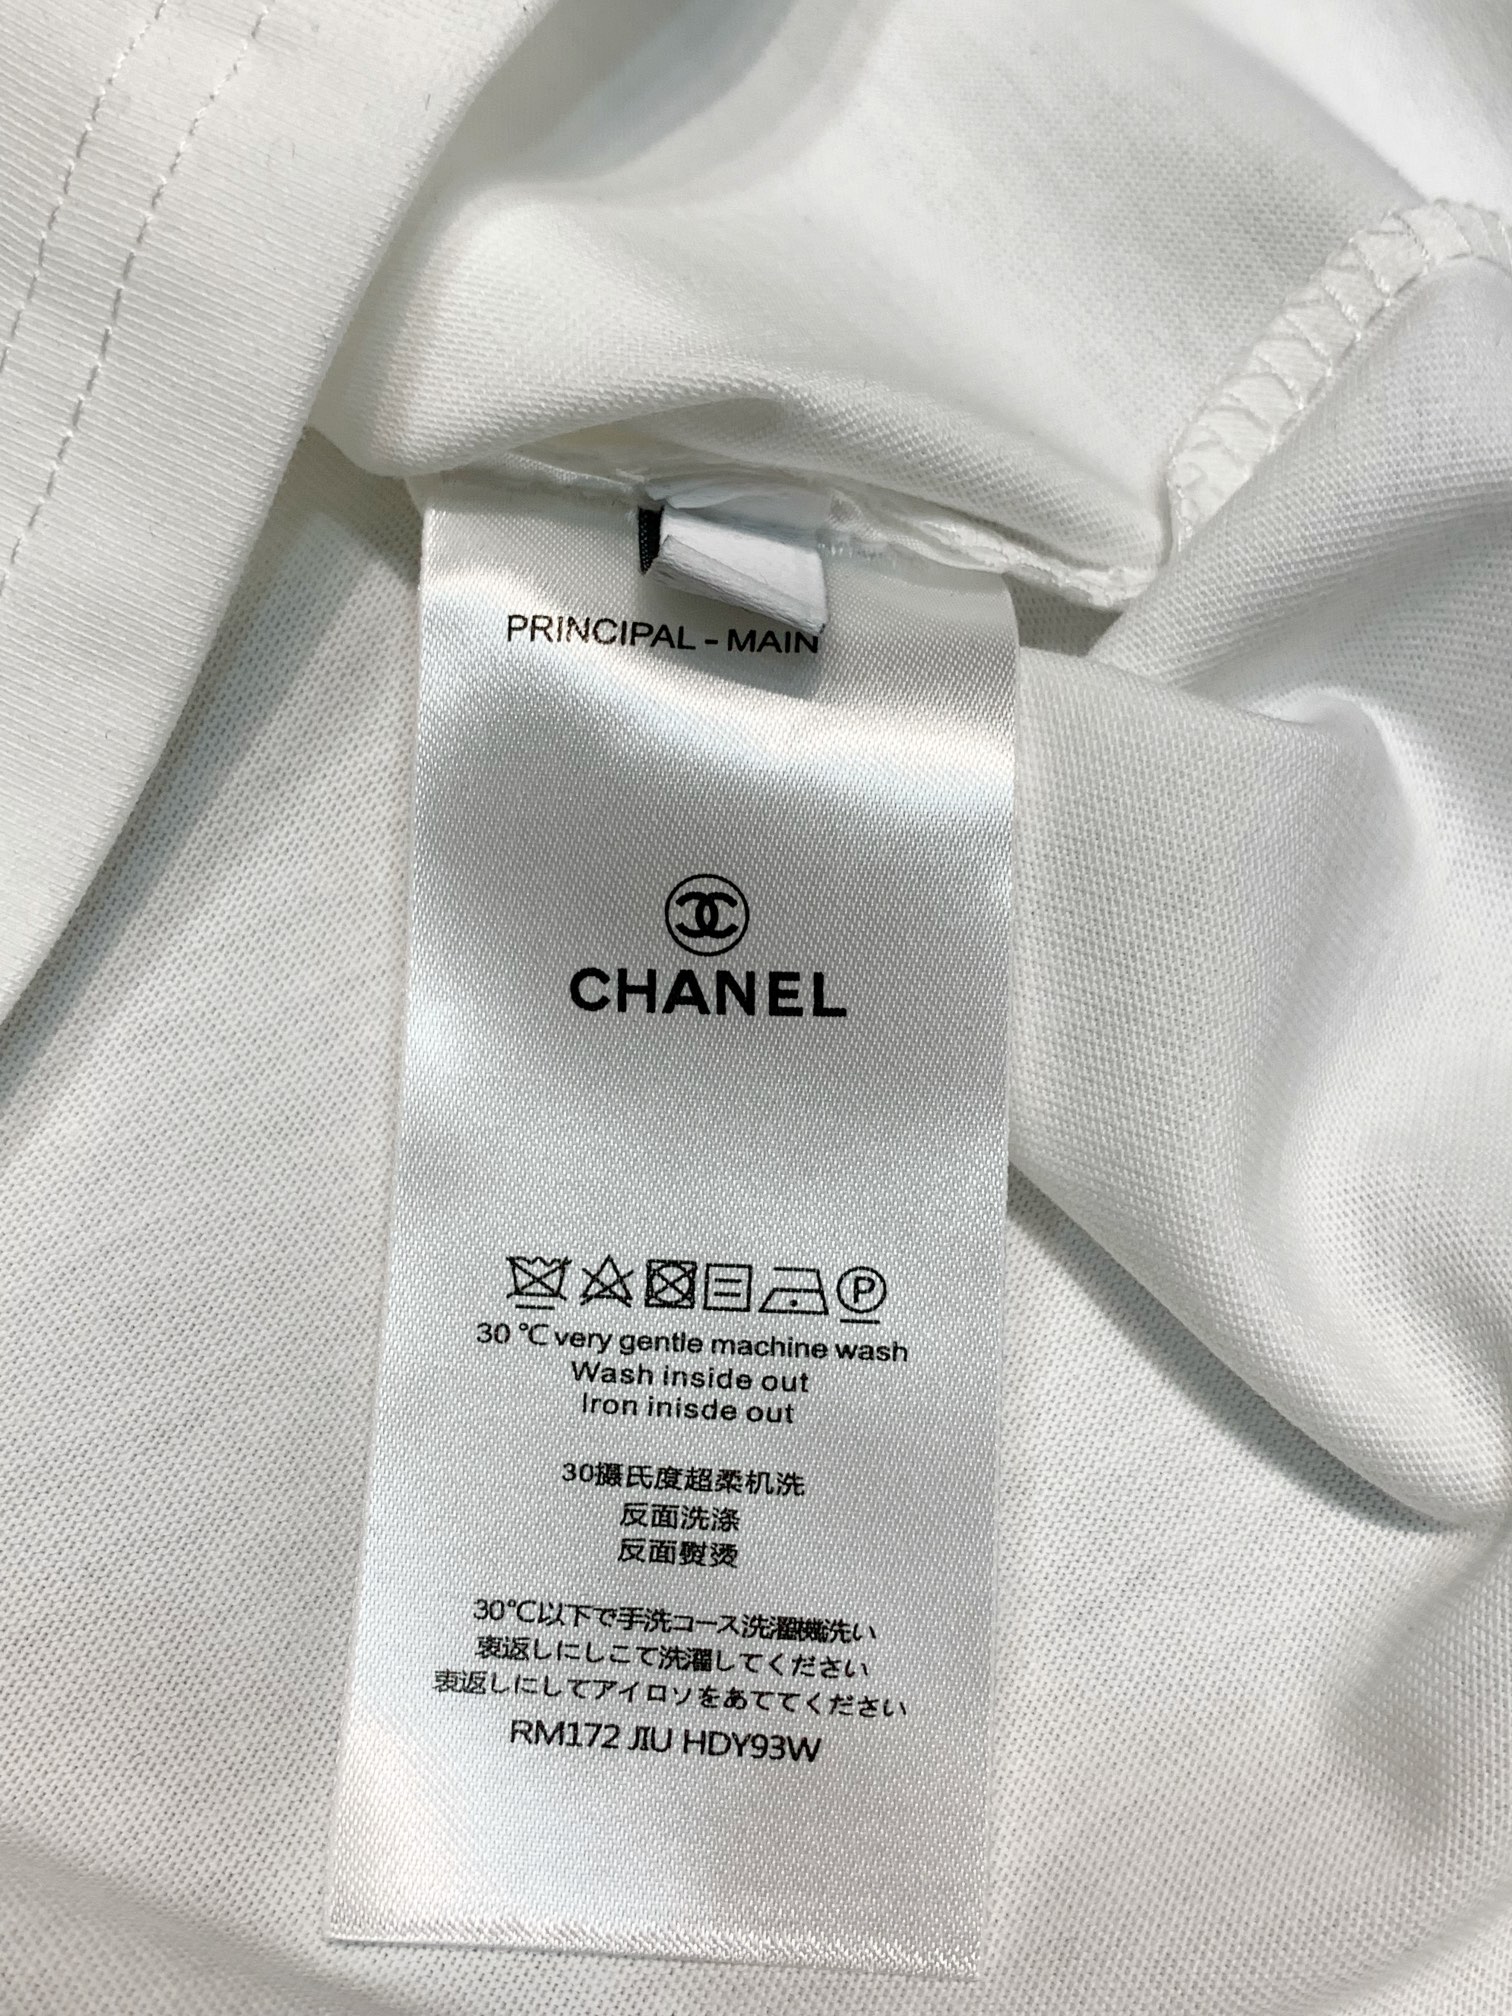 PRINCIPAL - MAIN
CHANEL
P
30 °C very gentle machine wash
Wash inside out
Iron inisde out
30摄氏度超柔机洗
反面洗涤
反面熨烫
30°C以下で手洗コース洗濯機洗い
裏返しにしこて洗濯してください
裏返しにしてアイロソをあててください
RM172 JIU HDY93W